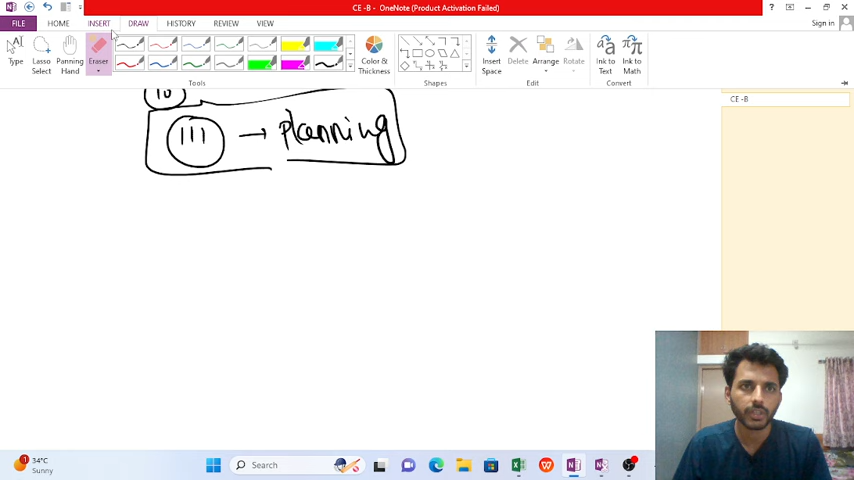 CE -B - OneNote (Product Activation Failed)
FILE HOME INSERT DRAW HISTORY REVIEW VIEW
Sign in
Type
Lasso Select
Panning Hand
Eraser
Color & Thickness
Insert Space
Delete
Arrange
Rotate
Ink to Text
Ink to Math
Tools
Shapes
Edit
Convert
CE -B
10
111 → planning
1
34°C
Sunny
Search